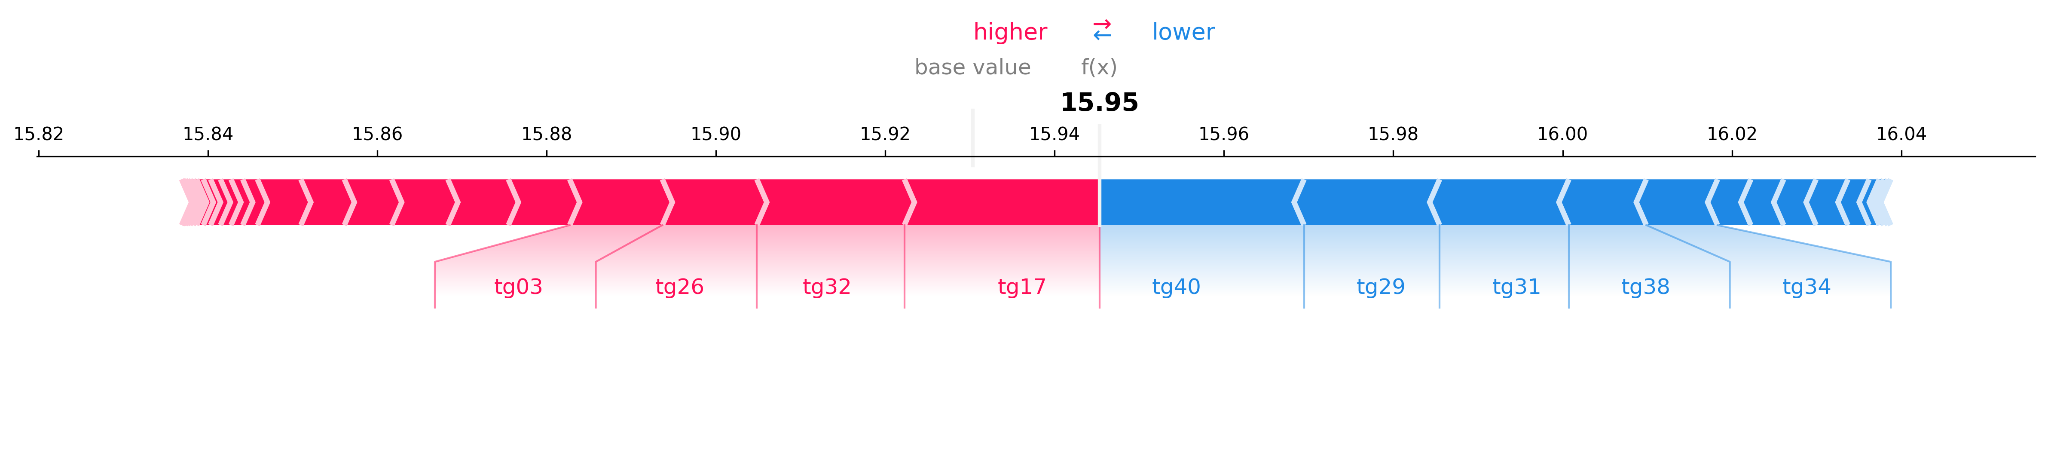 higher ⇄ lower
base value f(x)
15.95
15.82 15.84 15.86 15.88 15.90 15.92 15.94 15.96 15.98 16.00 16.02 16.04
tg03 tg26 tg32 tg17 tg40 tg29 tg31 tg38 tg34